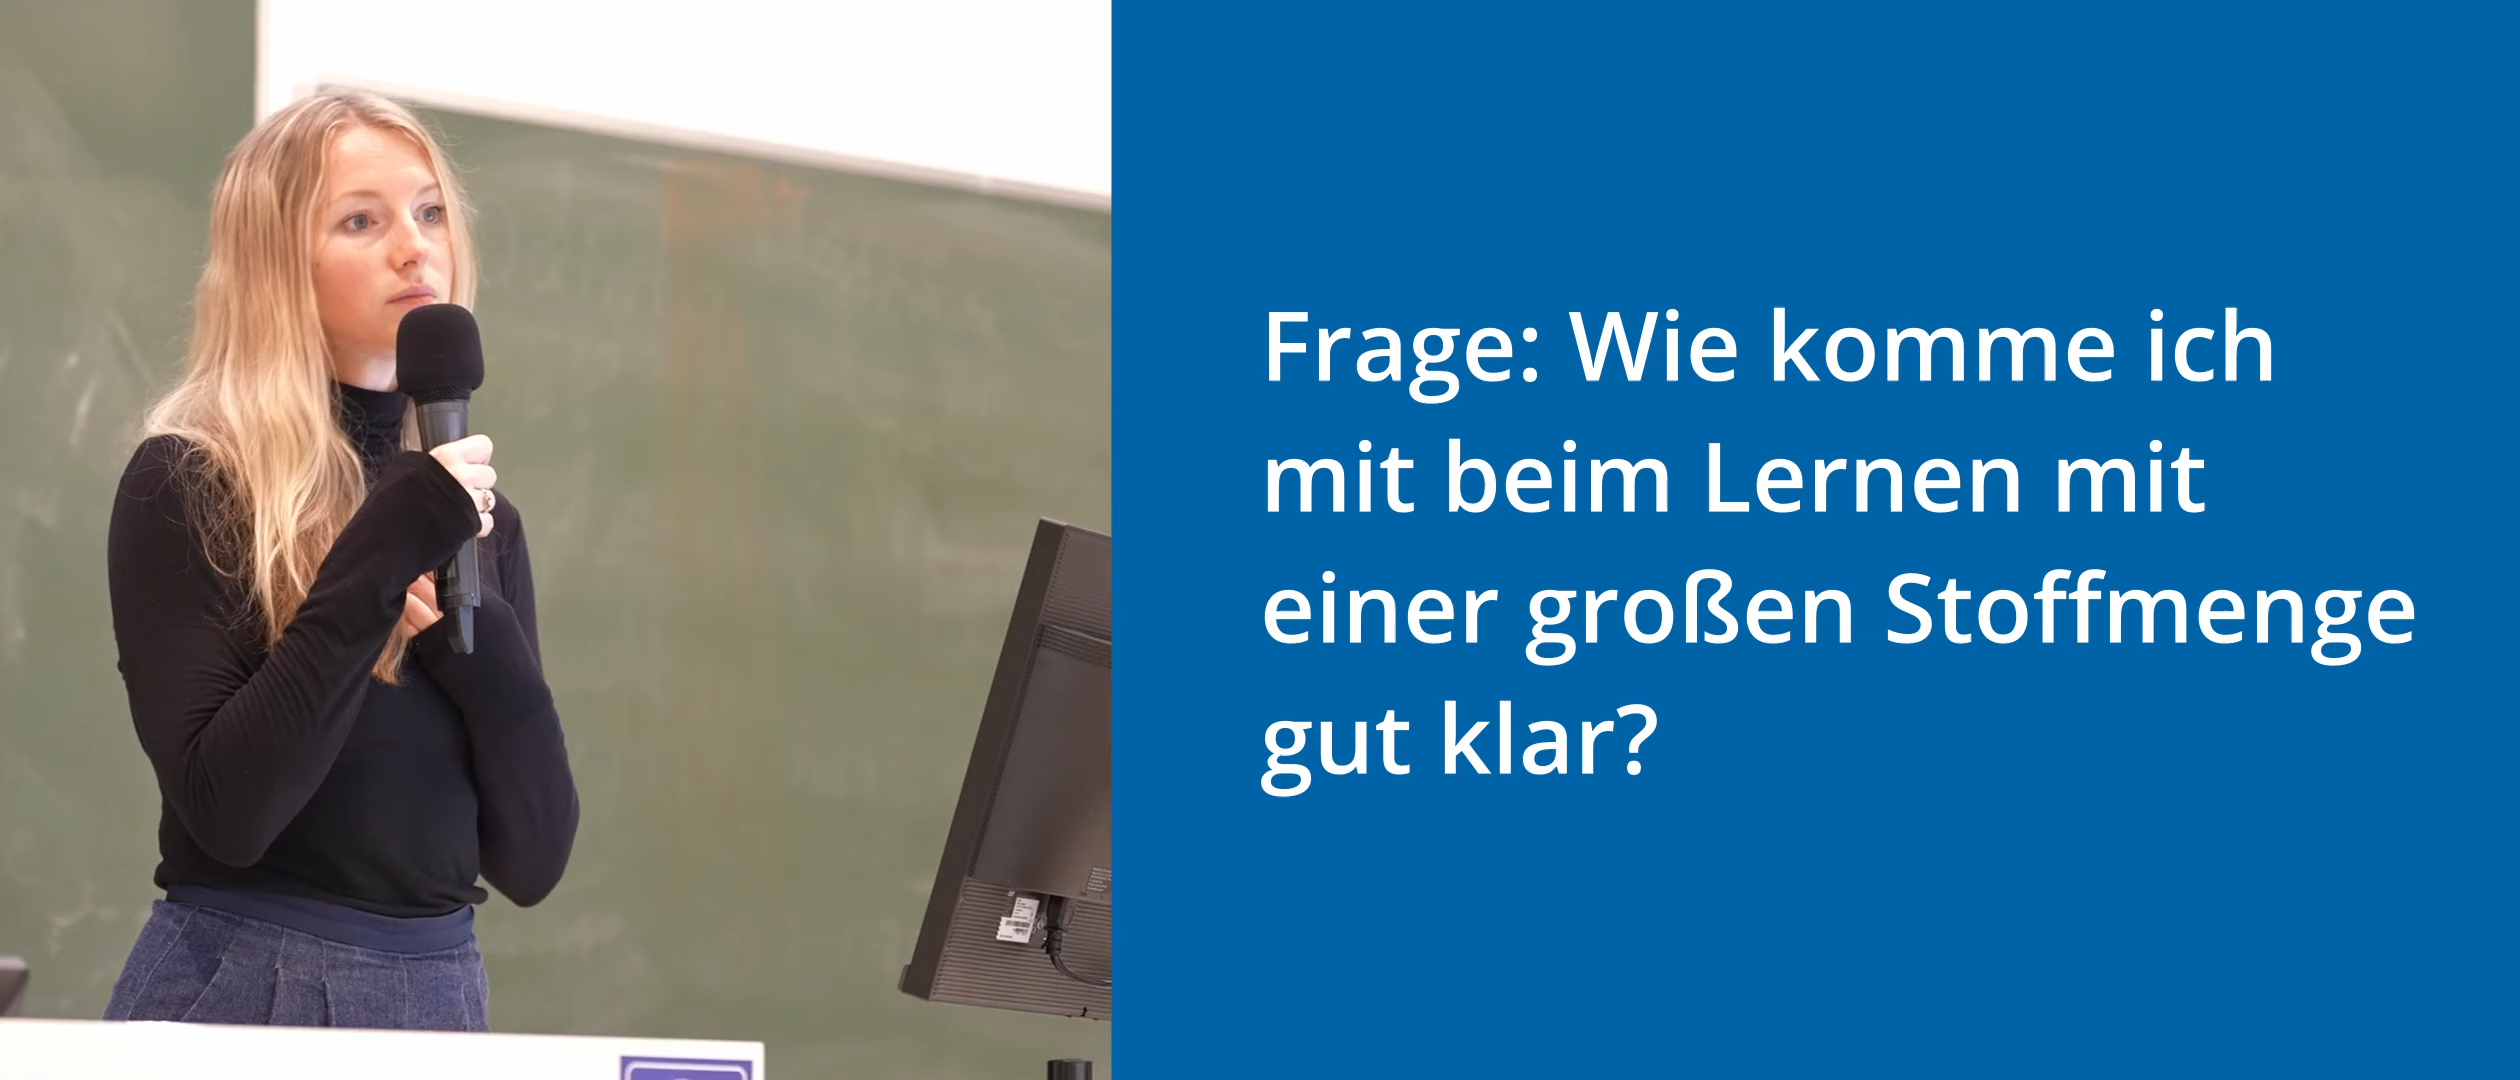 Frage: Wie komme ich
mit beim Lernen mit
einer großen Stoffmenge
gut klar?